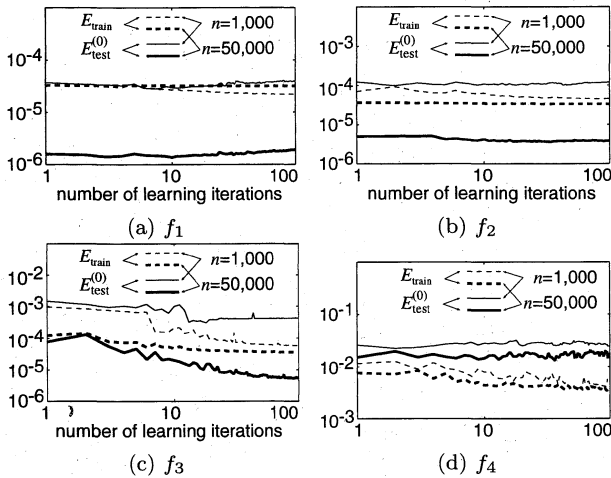 E_train n=1,000
E_test^(0) n=50,000
10^-4
10^-5
10^-6
1 10 100
number of learning iterations
(a) f_1
E_train n=1,000
E_test^(0) n=50,000
10^-3
10^-4
10^-5
10^-6
1 10 100
number of learning iterations
(b) f_2
E_train n=1,000
E_test^(0) n=50,000
10^-2
10^-3
10^-4
10^-5
10^-6
1 10 100
number of learning iterations
(c) f_3
E_train n=1,000
E_test^(0) n=50,000
10^-1
10^-2
10^-3
1 10 100
number of learning iterations
(d) f_4